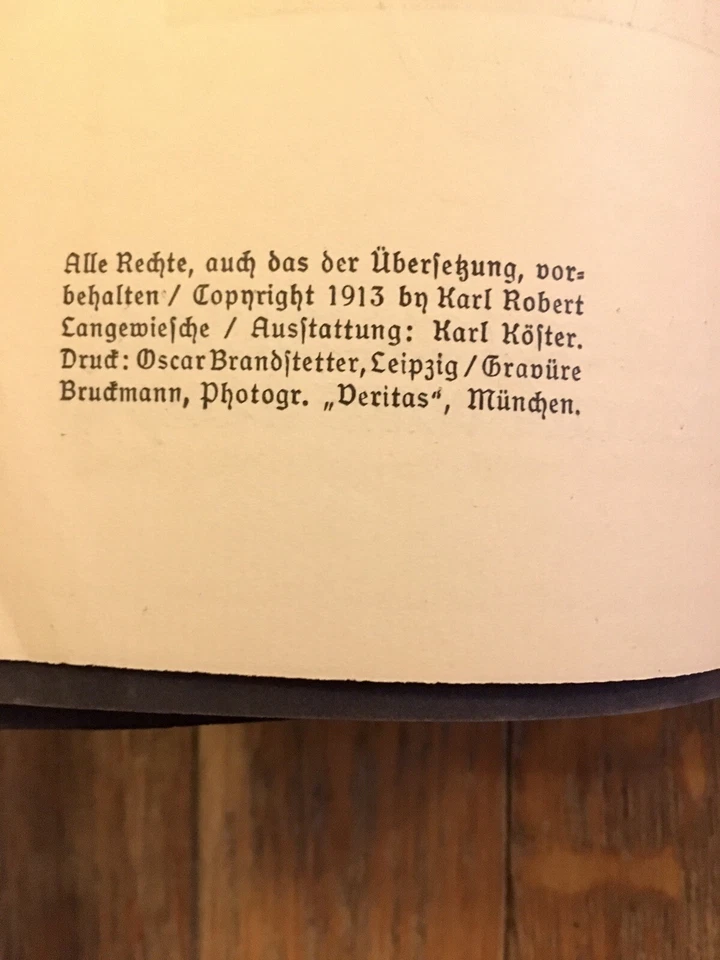 Alle Rechte, auch das der Überſetzung, vor⸗
behalten / Copyright 1913 by Karl Robert
Langewieſche / Ausſtattung: Karl Köſter.
Druck: Oscar Brandſtetter, Leipzig / Gravüre
Bruckmann, Photogr. „Veritas“, München.